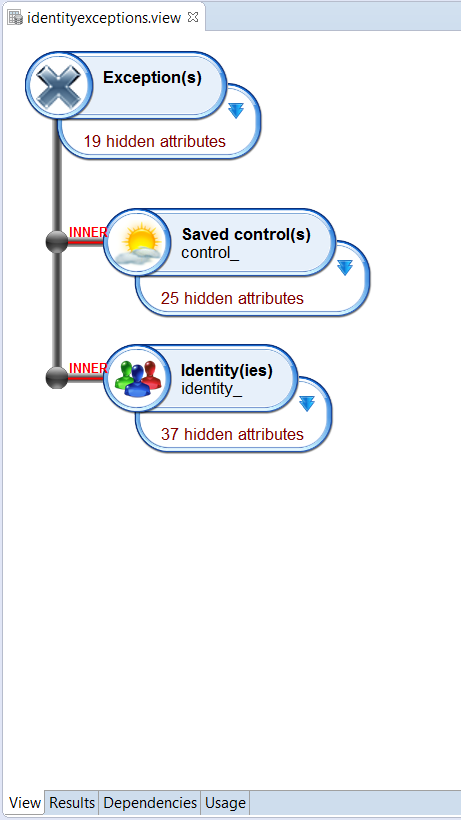 identityexceptions.view
Exception(s)
19 hidden attributes
INNER
Saved control(s)
control_
25 hidden attributes
INNER
Identity(ies)
identity_
37 hidden attributes
View Results Dependencies Usage